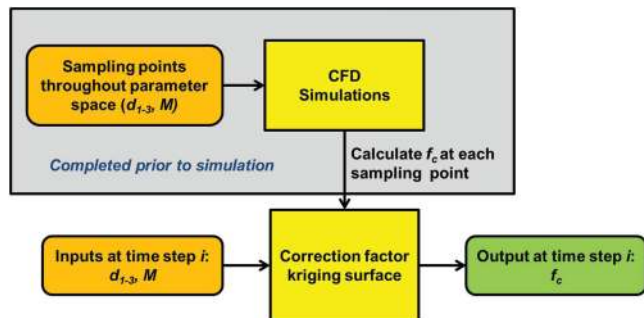 Sampling points
throughout parameter
space (d1-3, M)
CFD
Simulations
Completed prior to simulation
Calculate fc at each
sampling point
Inputs at time step i:
d1-3, M
Correction factor
kriging surface
Output at time step i:
fc